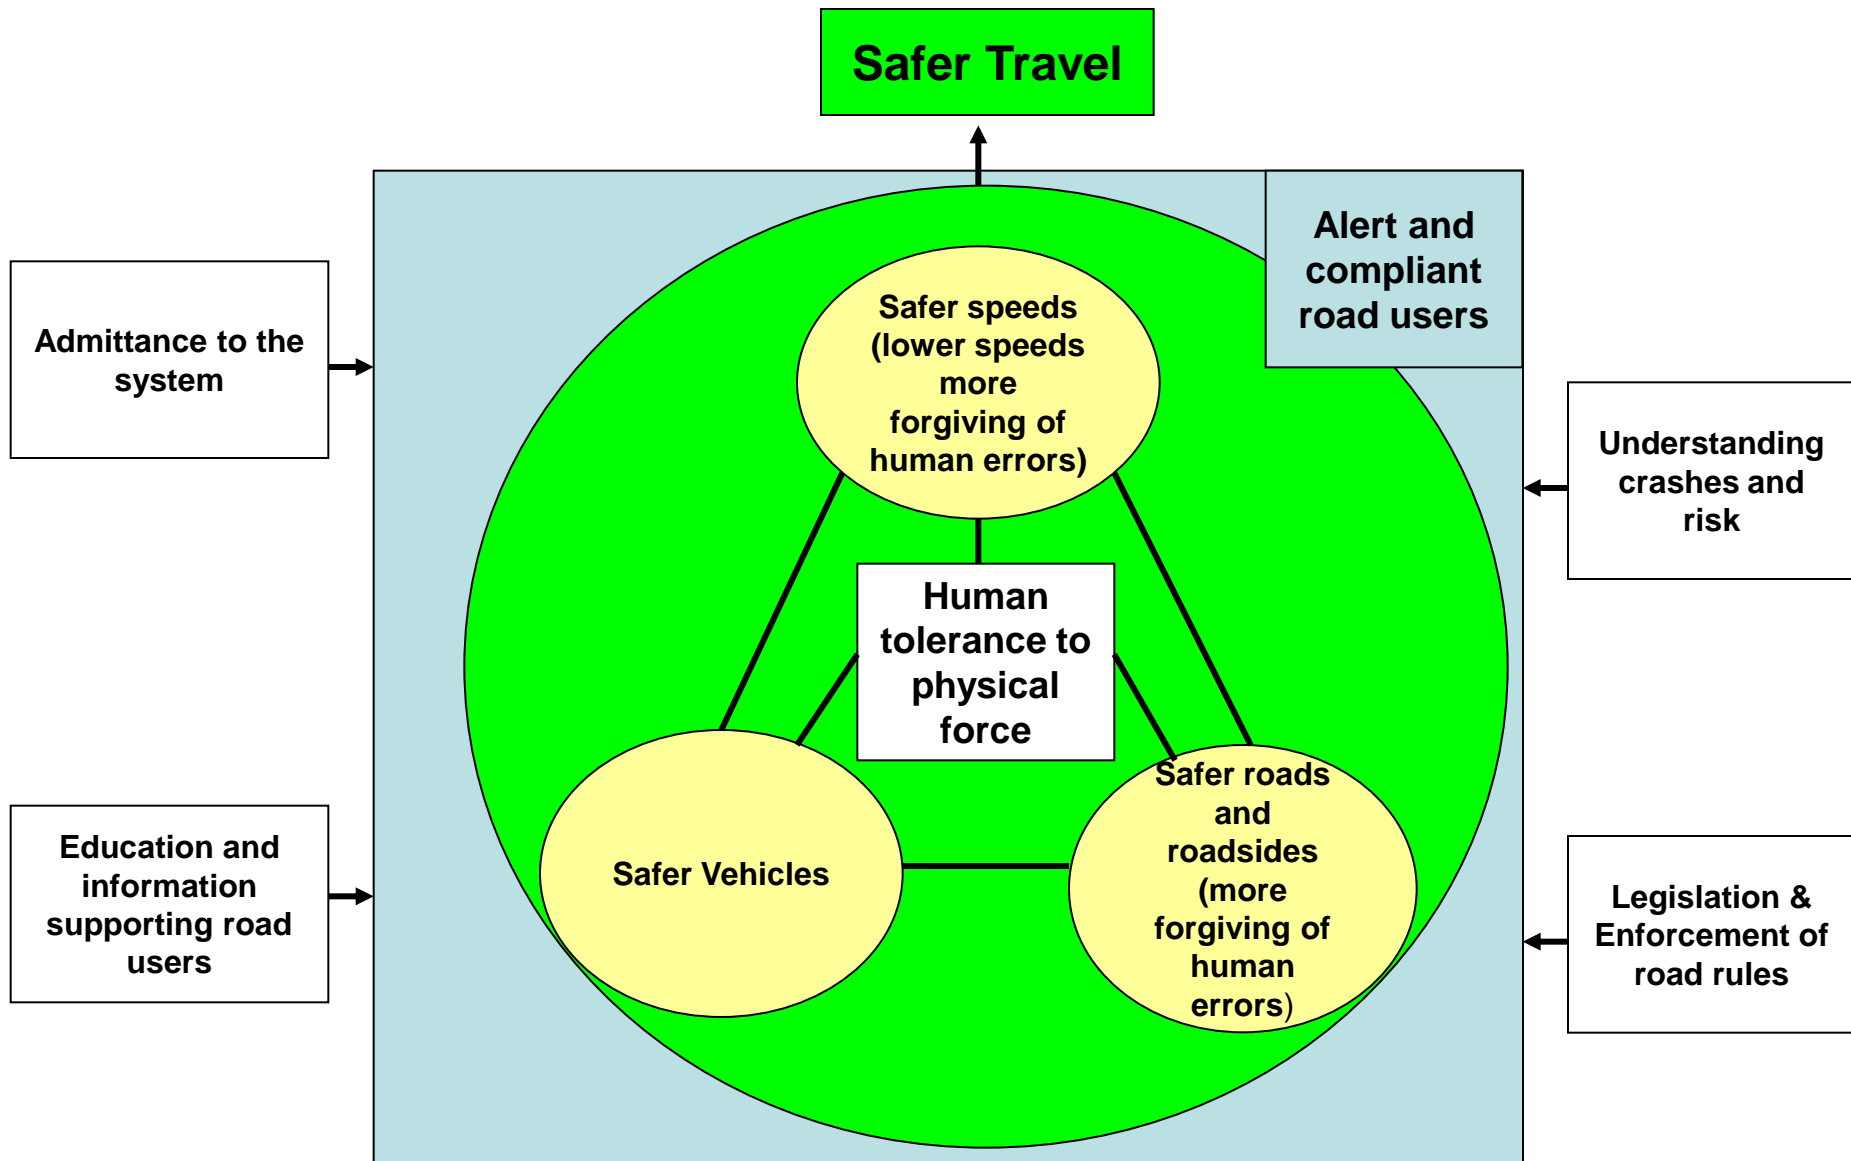 Safer Travel
Alert and
compliant
road users
Admittance to the
system
Safer speeds
(lower speeds
more
forgiving of
human errors)
Understanding
crashes and
risk
Human
tolerance to
physical
force
Education and
information
supporting road
users
Safer Vehicles
Safer roads
and
roadsides
(more
forgiving of
human
errors)
Legislation &
Enforcement of
road rules